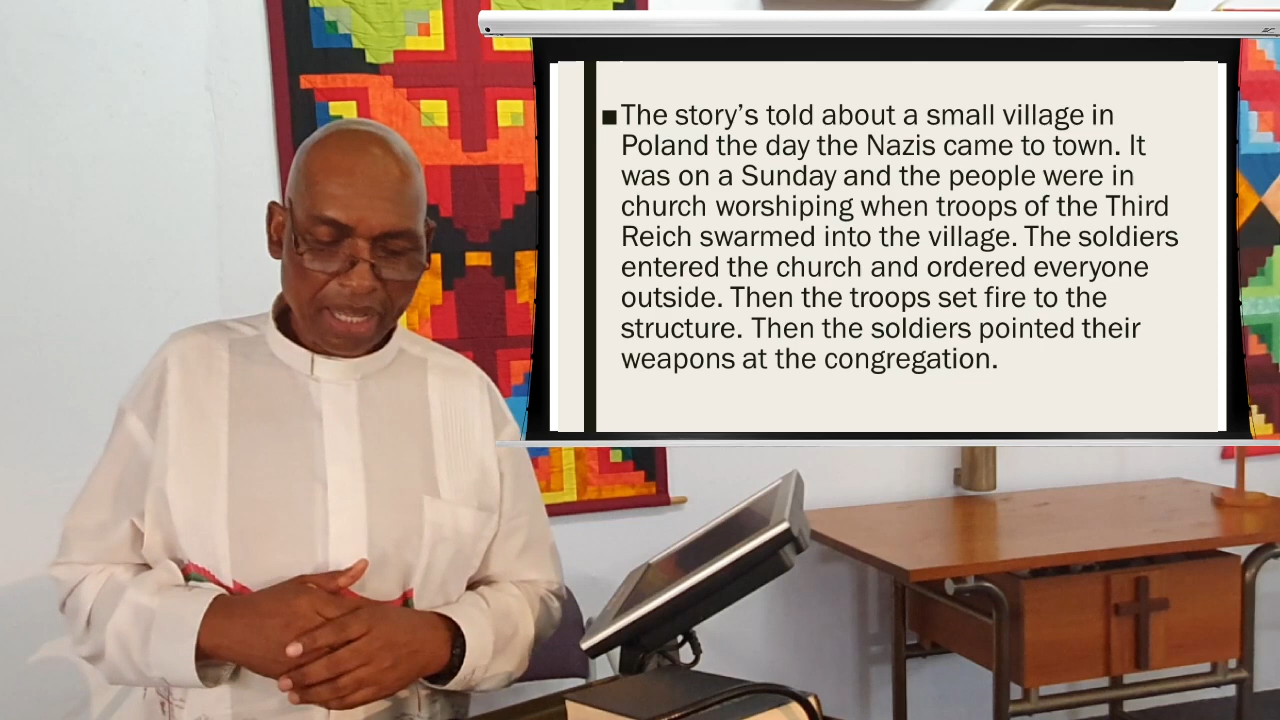 ■The story’s told about a small village in
Poland the day the Nazis came to town. It
was on a Sunday and the people were in
church worshiping when troops of the Third
Reich swarmed into the village. The soldiers
entered the church and ordered everyone
outside. Then the troops set fire to the
structure. Then the soldiers pointed their
weapons at the congregation.